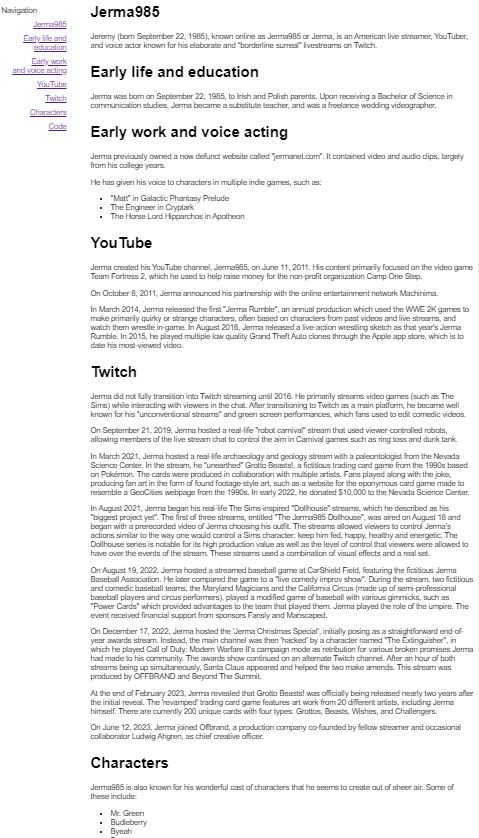 Navigation
Jerma985
Early life and
education
Early work
and voice acting
YouTube
Twitch
Characters
Code
Jerma985
Jeremy (born September 22, 1985), known online as Jerma985 or Jerma, is an American live streamer, YouTuber,
and voice actor known for his elaborate and "borderline surreal" livestreams on Twitch.
Early life and education
Jerma was born on September 22, 1985, to Irish and Polish parents. Upon receiving a Bachelor of Science in
communication studies, Jerma became a substitute teacher, and was a freelance wedding videographer.
Early work and voice acting
Jerma previously owned a now defunct website called "jermanet.com". It contained video and audio clips, largely
from his college years.
He has given his voice to characters in multiple indie games, such as:
• "Matt" in Galactic Phantasy Prelude
• The Engineer in Cryptark
• The Horse Lord Hipparchos in Apotheon
YouTube
Jerma created his YouTube channel, Jerma985, on June 11, 2011. His content primarily focused on the video game
Team Fortress 2, which he used to help raise money for the non-profit organization Camp One Step.
On October 8, 2011, Jerma announced his partnership with the online entertainment network Machinima.
In March 2014, Jerma released the first "Jerma Rumble", an annual production which used the WWE 2K games to
make primarily quirky or strange characters, often based on characters from past videos and live streams, and
watch them wrestle in-game. In August 2016, Jerma released a live-action wrestling sketch as that year's Jerma
Rumble. In 2015, he played multiple low quality Grand Theft Auto clones through the Apple app store, which is to
date his most-viewed video.
Twitch
Jerma did not fully transition into Twitch streaming until 2016. He primarily streams video games (such as The
Sims) while interacting with viewers in the chat. After transitioning to Twitch as a main platform, he became well
known for his "unconventional streams" and green screen performances, which fans used to edit comedic videos.
On September 21, 2019, Jerma hosted a real-life "robot carnival" stream that used viewer-controlled robots,
allowing members of the live stream chat to control the aim in Carnival games such as ring toss and dunk tank.
In March 2021, Jerma hosted a real-life archaeology and geology stream with a paleontologist from the Nevada
Science Center. In the stream, he "unearthed" Grotto Beasts!, a fictitious trading card game from the 1990s based
on Pokémon. The cards were produced in collaboration with multiple artists. Fans played along with the joke,
producing fan art in the form of found footage-style art, such as a website for the eponymous card game made to
resemble a GeoCities webpage from the 1990s. In early 2022, he donated $10,000 to the Nevada Science Center.
In August 2021, Jerma began his real-life The Sims-inspired "Dollhouse" streams, which he described as his
"biggest project yet". The first of three streams, entitled "The Jerma985 Dollhouse", was aired on August 18 and
began with a prerecorded video of Jerma choosing his outfit. The streams allowed viewers to control Jerma's
actions similar to the way one would control a Sims character: keep him fed, happy, healthy and energetic. The
Dollhouse series is notable for its high production value as well as the level of control that viewers were allowed to
have over the events of the stream. These streams used a combination of visual effects and a real set.
On August 19, 2022, Jerma hosted a streamed baseball game at CarShield Field, featuring the fictitious Jerma
Baseball Association. He later compared the game to a "live comedy improv show". During the stream, two fictitious
and comedic baseball teams, the Maryland Magicians and the California Circus (made up of semi-professional
baseball players and circus performers), played a modified game of baseball with various gimmicks, such as
"Power Cards" which provided advantages to the team that played them. Jerma played the role of the umpire. The
event received financial support from sponsors Fansly and Manscaped.
On December 17, 2022, Jerma hosted the 'Jerma Christmas Special', initially posing as a straightforward end-of-
year awards stream. Instead, the main channel was then 'hacked' by a character named "The Extinguisher", in
which he played Call of Duty: Modern Warfare II's campaign mode as retribution for various broken promises Jerma
had made to his community. The awards show continued on an alternate Twitch channel. After an hour of both
streams being up simultaneously, Santa Claus appeared and helped the two make amends. This stream was
produced by OFFBRAND and Beyond The Summit.
At the end of February 2023, Jerma revealed that Grotto Beasts! was officially being released nearly two years after
the initial reveal. The 'revamped' trading card game features art work from 20 different artists, including Jerma
himself. There are currently 200 unique cards with four types: Grottos, Beasts, Wishes, and Challengers.
On June 12, 2023, Jerma joined Offbrand, a production company co-founded by fellow streamer and occasional
collaborator Ludwig Ahgren, as chief creative officer.
Characters
Jerma985 is also known for his wonderful cast of characters that he seems to create out of sheer air. Some of
these include:
• Mr. Green
• Budleberry
• Byeah